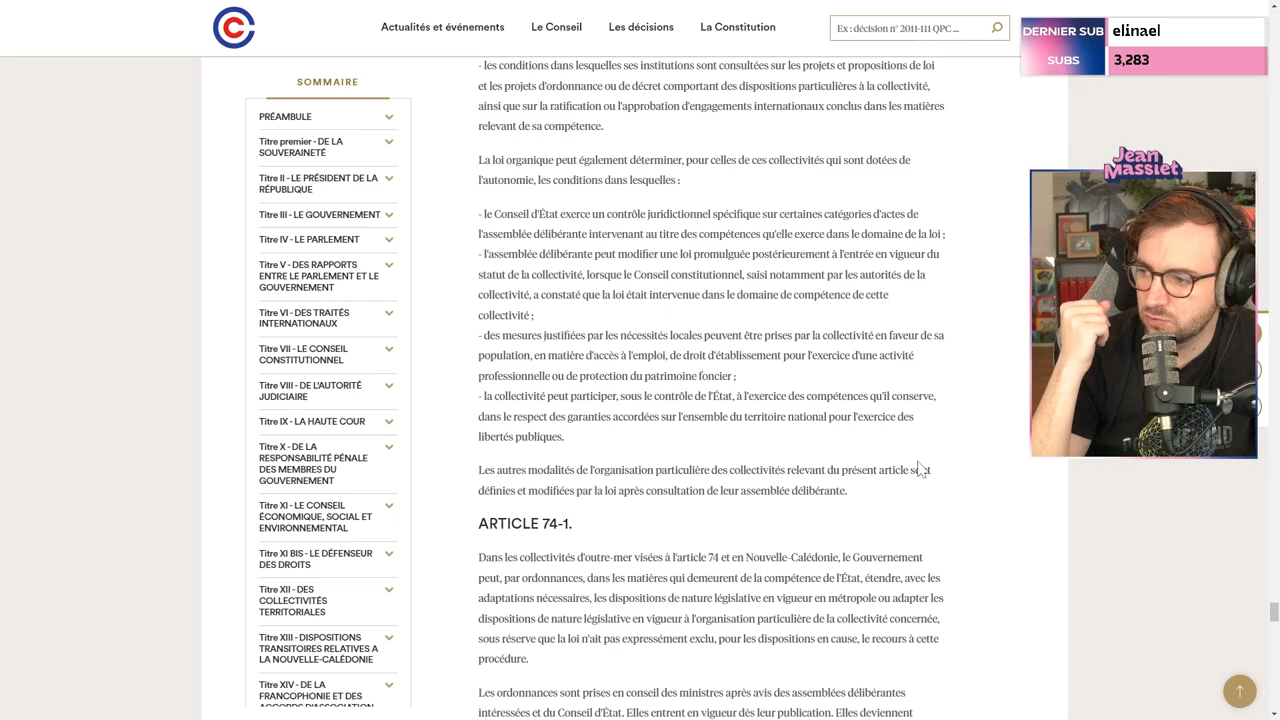 Actualités et événements
Le Conseil
Les décisions
La Constitution
Ex : décision n° 2011-111 QPC ...
DERNIER SUB
elinael
SUBS
3,283
Jean
Massiet
SOMMAIRE
PRÉAMBULE
Titre premier - DE LA
SOUVERAINETÉ
Titre II - LE PRÉSIDENT DE LA
RÉPUBLIQUE
Titre III - LE GOUVERNEMENT
Titre IV - LE PARLEMENT
Titre V - DES RAPPORTS
ENTRE LE PARLEMENT ET LE
GOUVERNEMENT
Titre VI - DES TRAITÉS
INTERNATIONAUX
Titre VII - LE CONSEIL
CONSTITUTIONNEL
Titre VIII - DE L'AUTORITÉ
JUDICIAIRE
Titre IX - LA HAUTE COUR
Titre X - DE LA
RESPONSABILITÉ PÉNALE
DES MEMBRES DU
GOUVERNEMENT
Titre XI - LE CONSEIL
ÉCONOMIQUE, SOCIAL ET
ENVIRONNEMENTAL
Titre XI BIS - LE DÉFENSEUR
DES DROITS
Titre XII - DES
COLLECTIVITÉS
TERRITORIALES
Titre XIII - DISPOSITIONS
TRANSITOIRES RELATIVES A
LA NOUVELLE-CALÉDONIE
Titre XIV - DE LA
FRANCOPHONIE ET DES
ACCORDS D'ASSOCIATION
- les conditions dans lesquelles ses institutions sont consultées sur les projets et propositions de loi
et les projets d'ordonnance ou de décret comportant des dispositions particulières à la collectivité,
ainsi que sur la ratification ou l'approbation d'engagements internationaux conclus dans les matières
relevant de sa compétence.
La loi organique peut également déterminer, pour celles de ces collectivités qui sont dotées de
l'autonomie, les conditions dans lesquelles :
- le Conseil d'État exerce un contrôle juridictionnel spécifique sur certaines catégories d'actes de
l'assemblée délibérante intervenant au titre des compétences qu'elle exerce dans le domaine de la loi ;
- l'assemblée délibérante peut modifier une loi promulguée postérieurement à l'entrée en vigueur du
statut de la collectivité, lorsque le Conseil constitutionnel, saisi notamment par les autorités de la
collectivité, a constaté que la loi était intervenue dans le domaine de compétence de cette
collectivité ;
- des mesures justifiées par les nécessités locales peuvent être prises par la collectivité en faveur de sa
population, en matière d'accès à l'emploi, de droit d'établissement pour l'exercice d'une activité
professionnelle ou de protection du patrimoine foncier ;
- la collectivité peut participer, sous le contrôle de l'État, à l'exercice des compétences qu'il conserve,
dans le respect des garanties accordées sur l'ensemble du territoire national pour l'exercice des
libertés publiques.
Les autres modalités de l'organisation particulière des collectivités relevant du présent article sont
définies et modifiées par la loi après consultation de leur assemblée délibérante.
ARTICLE 74-1.
Dans les collectivités d'outre-mer visées à l'article 74 et en Nouvelle-Calédonie, le Gouvernement
peut, par ordonnances, dans les matières qui demeurent de la compétence de l'État, étendre, avec les
adaptations nécessaires, les dispositions de nature législative en vigueur en métropole ou adapter les
dispositions de nature législative en vigueur à l'organisation particulière de la collectivité concernée,
sous réserve que la loi n'ait pas expressément exclu, pour les dispositions en cause, le recours à cette
procédure.
Les ordonnances sont prises en conseil des ministres après avis des assemblées délibérantes
intéressées et du Conseil d'État. Elles entrent en vigueur dès leur publication. Elles deviennent